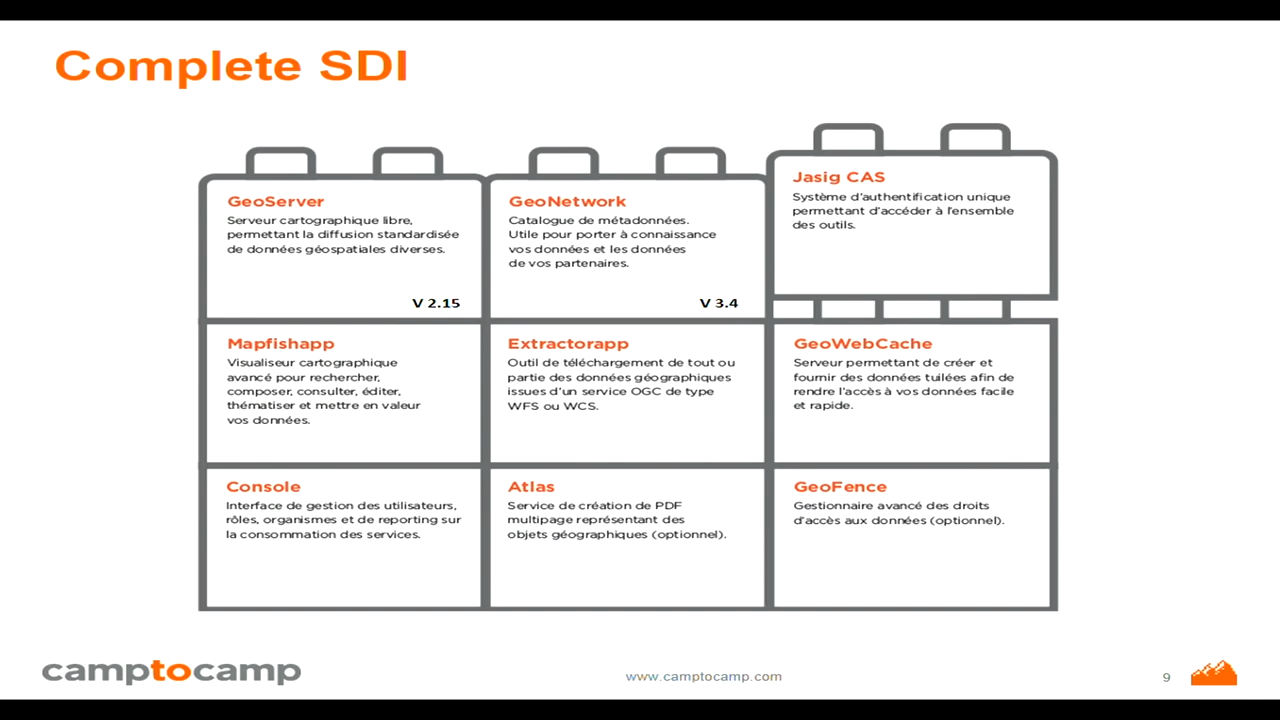 Complete SDI
GeoServer
Serveur cartographique libre,
permettant la diffusion standardisée
de données géospatiales diverses.
V 2.15
GeoNetwork
Catalogue de métadonnées.
Utile pour porter à connaissance
vos données et les données
de vos partenaires.
V 3.4
Jasig CAS
Système d'authentification unique
permettant d'accéder à l'ensemble
des outils.
Mapfishapp
Visualiseur cartographique
avancé pour rechercher,
composer, consulter, éditer,
thématiser et mettre en valeur
vos données.
Extractorapp
Outil de téléchargement de tout ou
partie des données géographiques
issues d'un service OGC de type
WFS ou WCS.
GeoWebCache
Serveur permettant de créer et
fournir des données tuilées afin de
rendre l'accès à vos données facile
et rapide.
Console
Interface de gestion des utilisateurs,
rôles, organismes et de reporting sur
la consommation des services.
Atlas
Service de création de PDF
multipage représentant des
objets géographiques (optionnel).
GeoFence
Gestionnaire avancé des droits
d'accès aux données (optionnel).
camptocamp
www.camptocamp.com
9